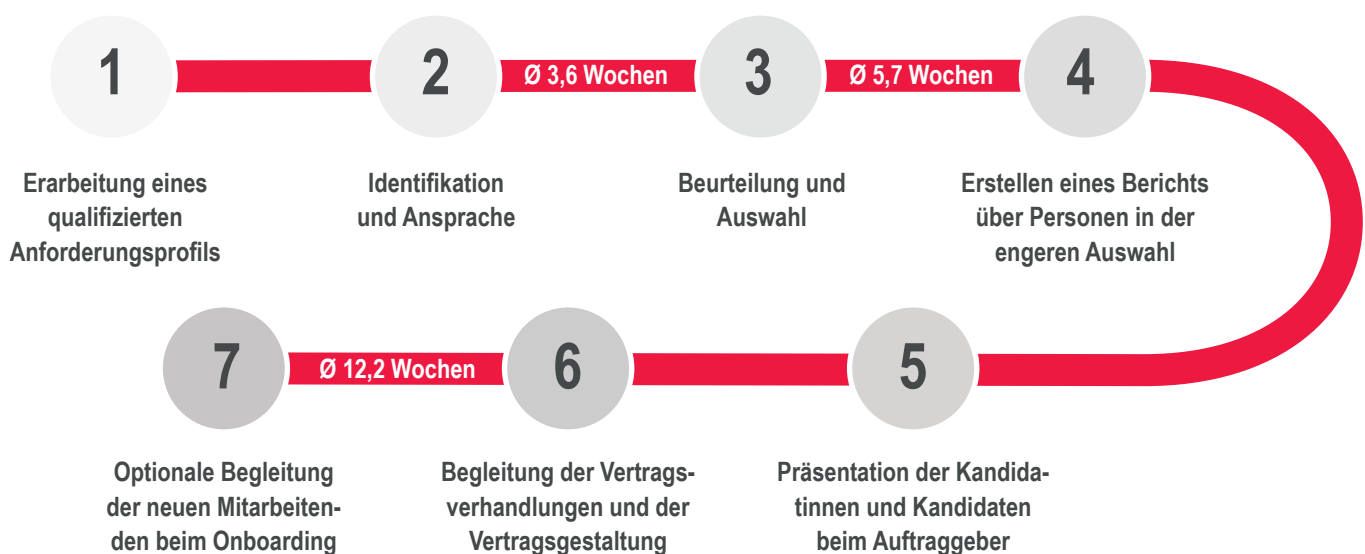 1
2
Ø 3,6 Wochen
3
Ø 5,7 Wochen
4
Erarbeitung eines
qualifizierten
Anforderungsprofils
Identifikation
und Ansprache
Beurteilung und
Auswahl
Erstellen eines Berichts
über Personen in der
engeren Auswahl
7
Ø 12,2 Wochen
6
5
Optionale Begleitung
der neuen Mitarbeiten-
den beim Onboarding
Begleitung der Vertrags-
verhandlungen und der
Vertragsgestaltung
Präsentation der Kandida-
tinnen und Kandidaten
beim Auftraggeber